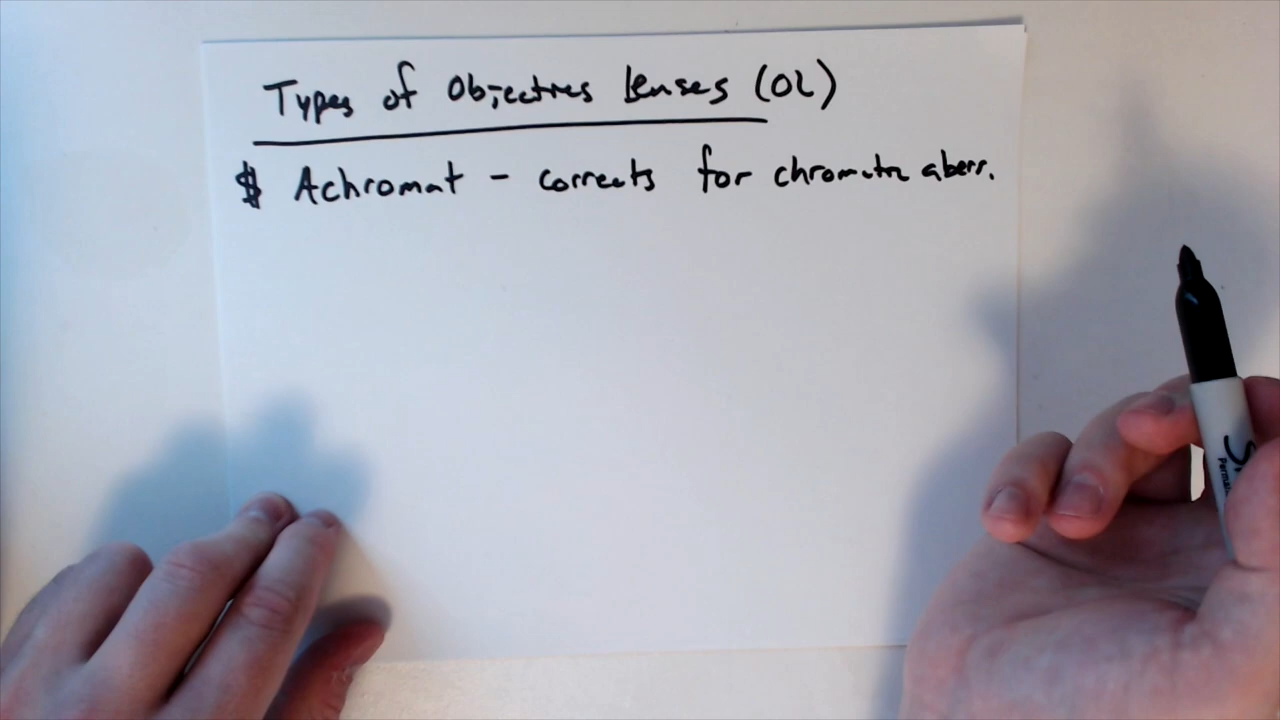 Types of Objectives lenses (OL)
$ Achromat - corrects for chromatic aberr.